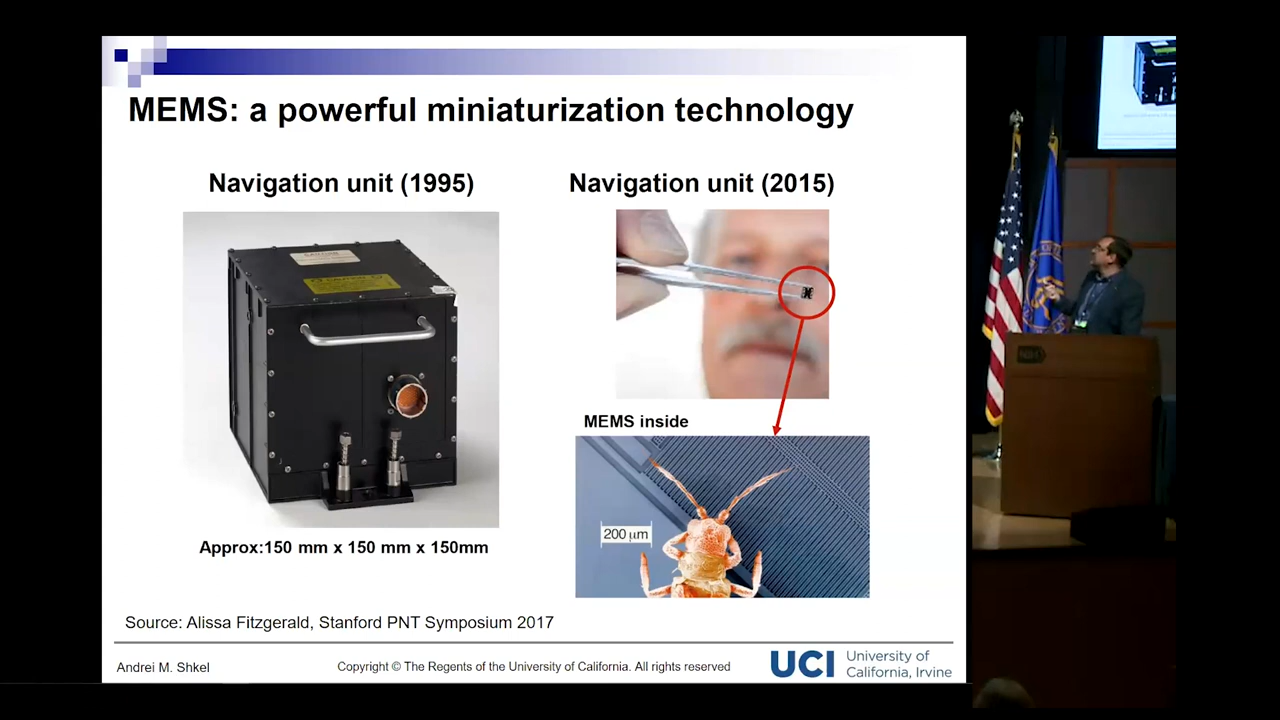 MEMS: a powerful miniaturization technology
Navigation unit (1995)
Navigation unit (2015)
MEMS inside
200 µm
Approx:150 mm x 150 mm x 150mm
Source: Alissa Fitzgerald, Stanford PNT Symposium 2017
Andrei M. Shkel
Copyright © The Regents of the University of California. All rights reserved
UCI University of
California, Irvine
NIH